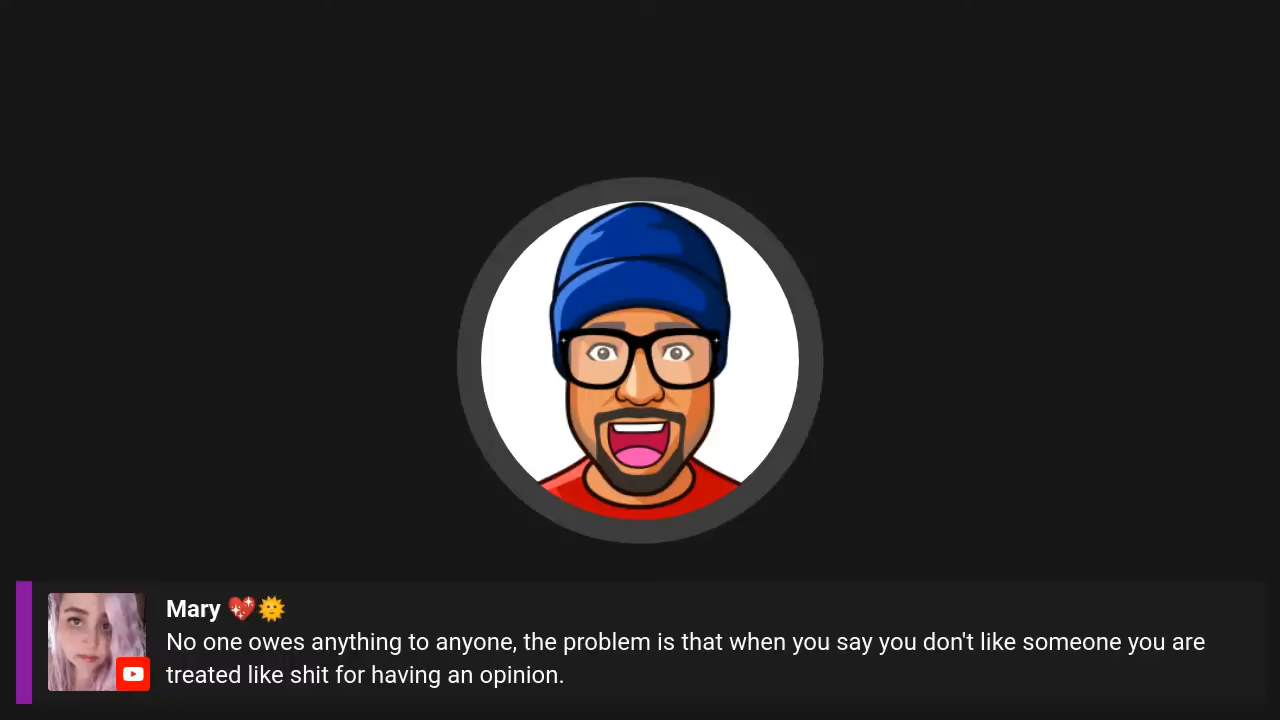 Mary 💖🌞
No one owes anything to anyone, the problem is that when you say you don't like someone you are
treated like shit for having an opinion.